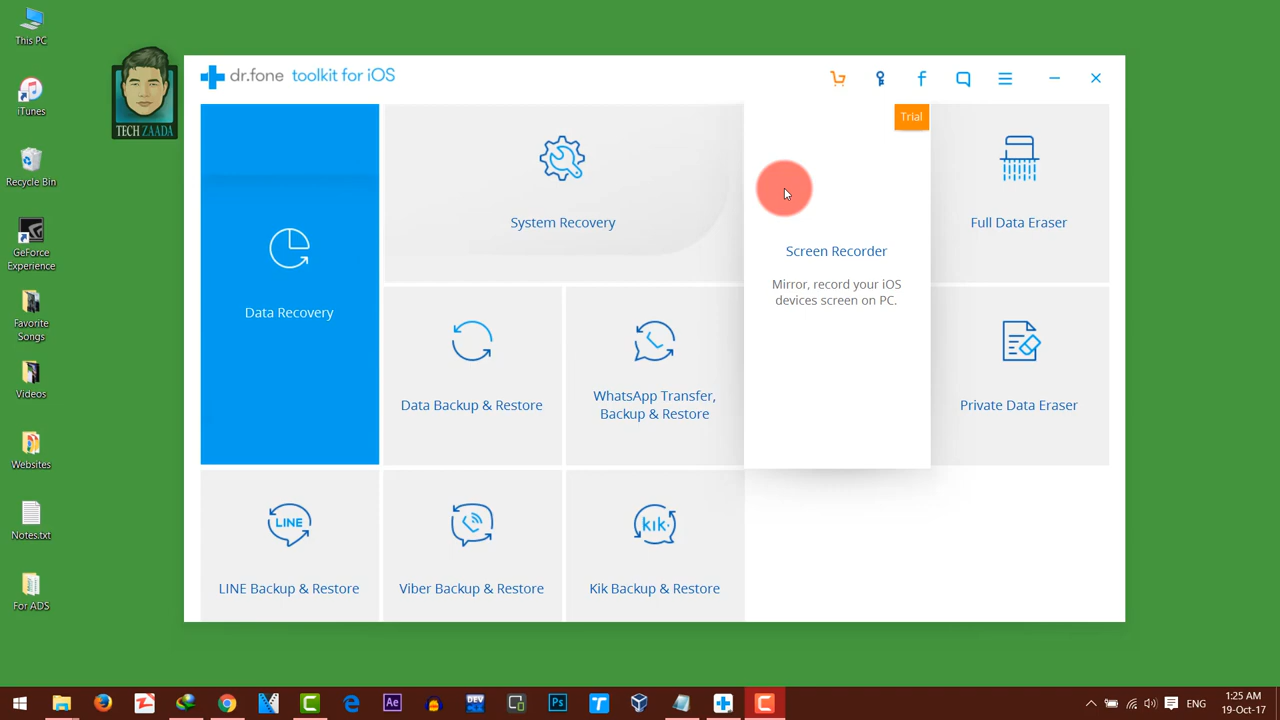 This PC
iTunes
Recycle Bin
GeForce
Experience
Favorite
Songs
Videos
Websites
Notes.txt
For ADS
TECH ZAADA
dr.fone toolkit for iOS
Trial
Data Recovery
System Recovery
Screen Recorder
Mirror, record your iOS
devices screen on PC.
Full Data Eraser
Data Backup & Restore
WhatsApp Transfer,
Backup & Restore
Private Data Eraser
LINE
LINE Backup & Restore
Viber Backup & Restore
kik
Kik Backup & Restore
Ae
DEV
Ps
ENG
1:25 AM
19-Oct-17